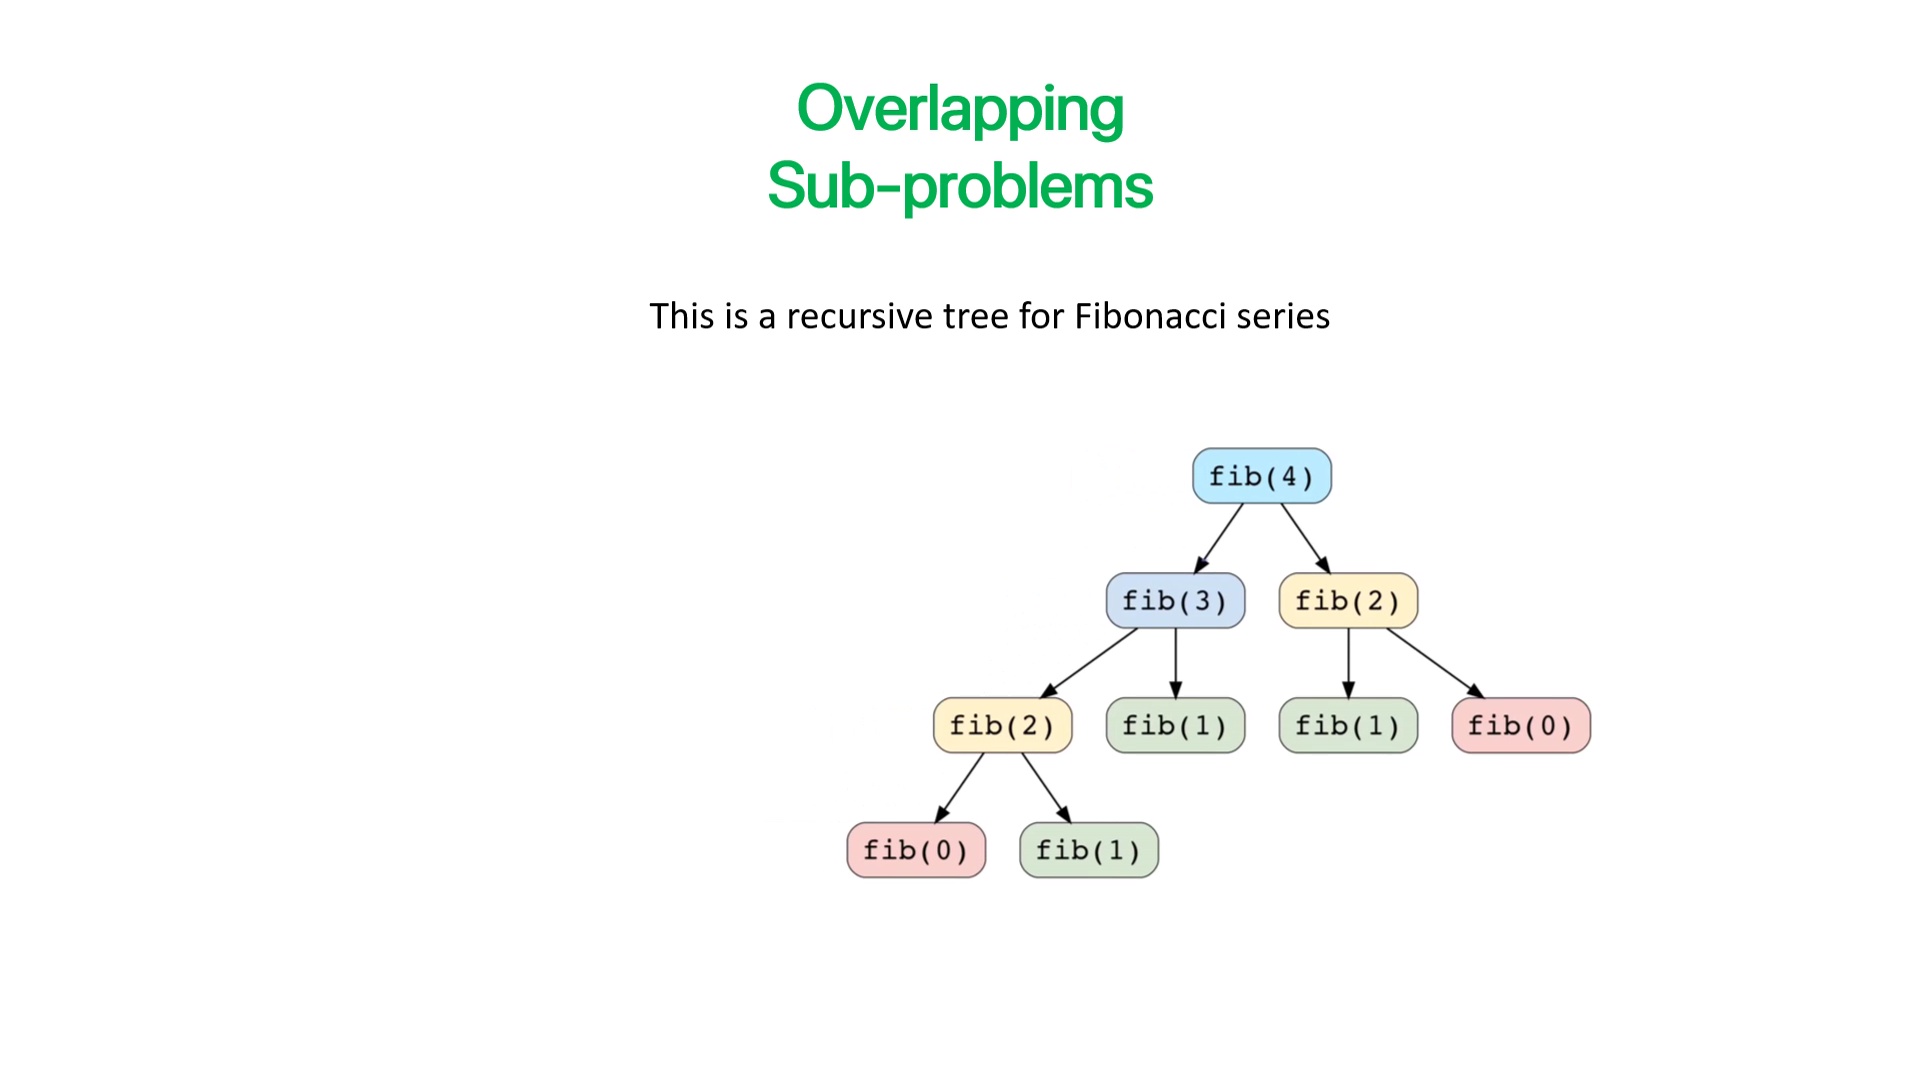 Overlapping
Sub-problems
This is a recursive tree for Fibonacci series
fib(4)
fib(3) fib(2)
fib(2) fib(1) fib(1) fib(0)
fib(0) fib(1)